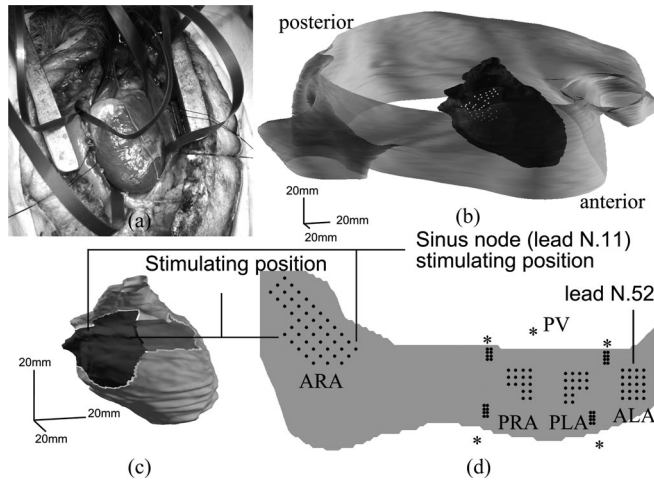 posterior
(a)
20mm
20mm
20mm
(b)
anterior
Sinus node (lead N.11)
stimulating position
Stimulating position
lead N.52
* PV
*
*
20mm
20mm
20mm
ARA
PRA
PLA
ALA
*
*
(c)
(d)